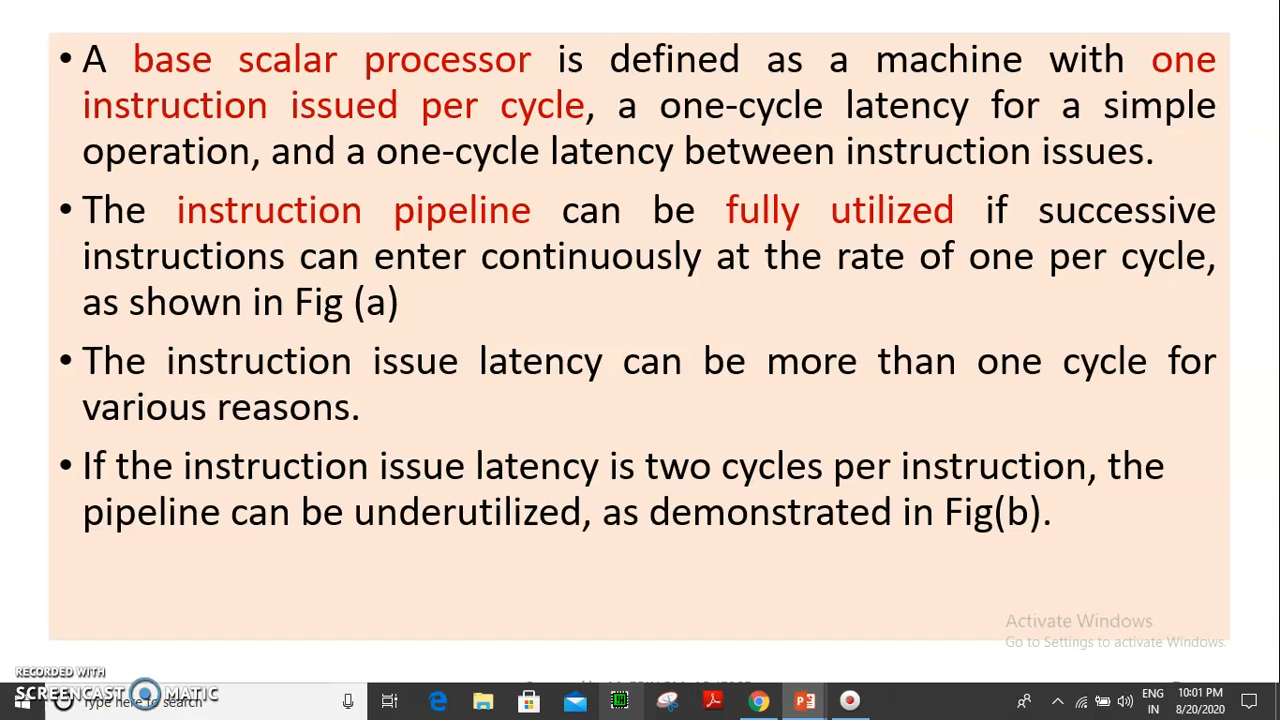 • A base scalar processor is defined as a machine with one
instruction issued per cycle, a one-cycle latency for a simple
operation, and a one-cycle latency between instruction issues.
• The instruction pipeline can be fully utilized if successive
instructions can enter continuously at the rate of one per cycle,
as shown in Fig (a)
• The instruction issue latency can be more than one cycle for
various reasons.
• If the instruction issue latency is two cycles per instruction, the
pipeline can be underutilized, as demonstrated in Fig(b).
Activate Windows
Go to Settings to activate Windows.
RECORDED WITH
SCREENCAST MATIC
Type here to search
ENG
IN
10:01 PM
8/20/2020